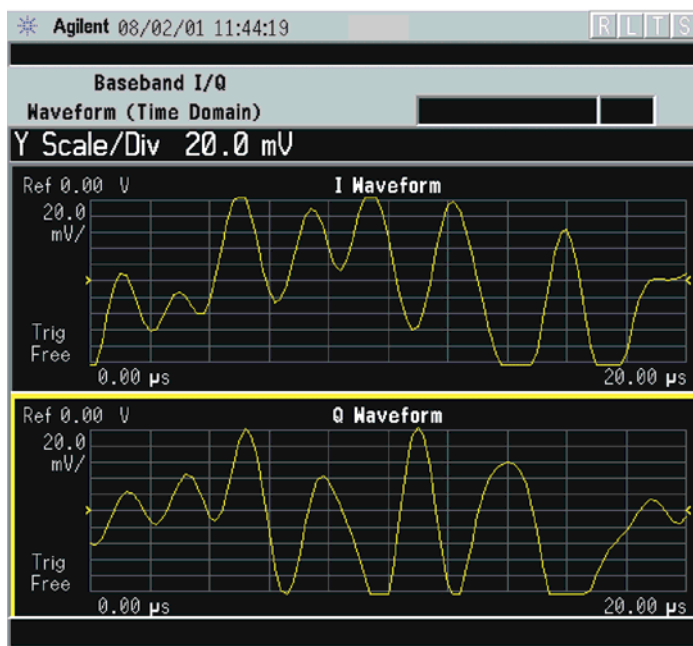 Agilent 08/02/01 11:44:19 R L T S
Baseband I/Q
Waveform (Time Domain)
Y Scale/Div 20.0 mV
Ref 0.00 V I Waveform
20.0
mV/
Trig
Free
0.00 µs 20.00 µs
Ref 0.00 V Q Waveform
20.0
mV/
Trig
Free
0.00 µs 20.00 µs